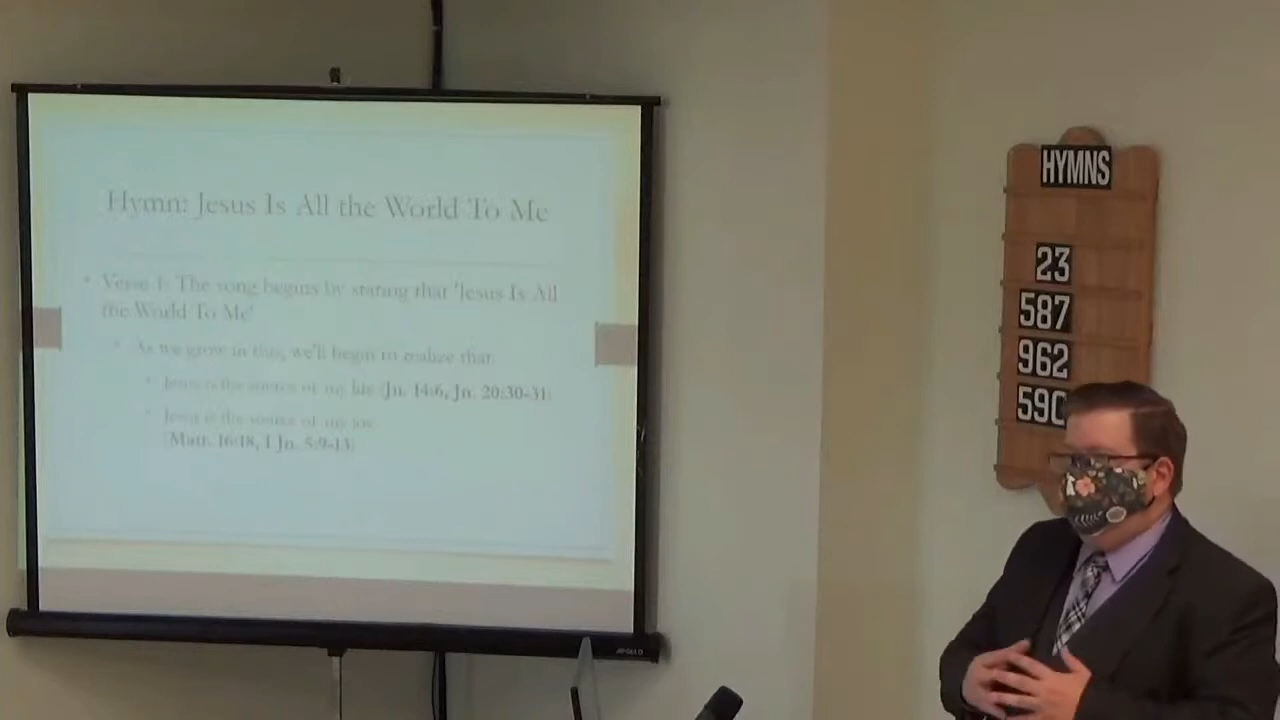 Hymn: Jesus Is All the World To Me
Verse 1: The song begins by stating that 'Jesus Is All
the World To Me'
As we grow in this, we'll begin to realize that
Jesus is the source of my life (Jn. 14:6, Jn. 20:30-31)
Jesus is the source of my joy
(Matt. 16:18, I Jn. 5:9-13)
APOLLO
HYMNS
23
587
962
590